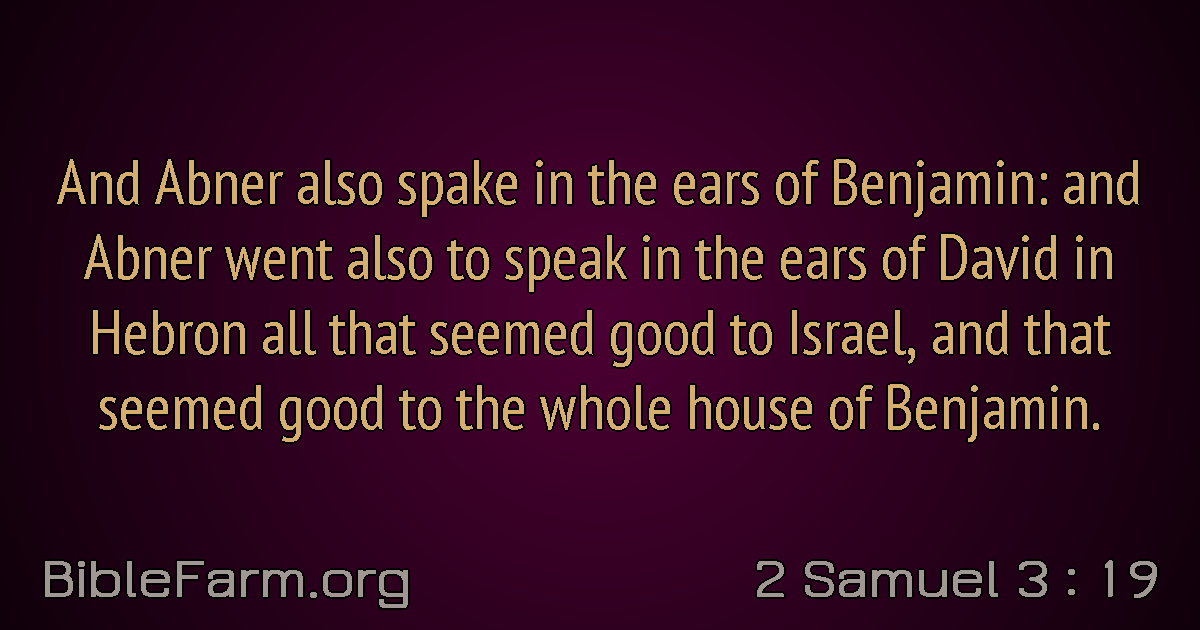 And Abner also spake in the ears of Benjamin: and
Abner went also to speak in the ears of David in
Hebron all that seemed good to Israel, and that
seemed good to the whole house of Benjamin.
BibleFarm.org
2 Samuel 3 : 19